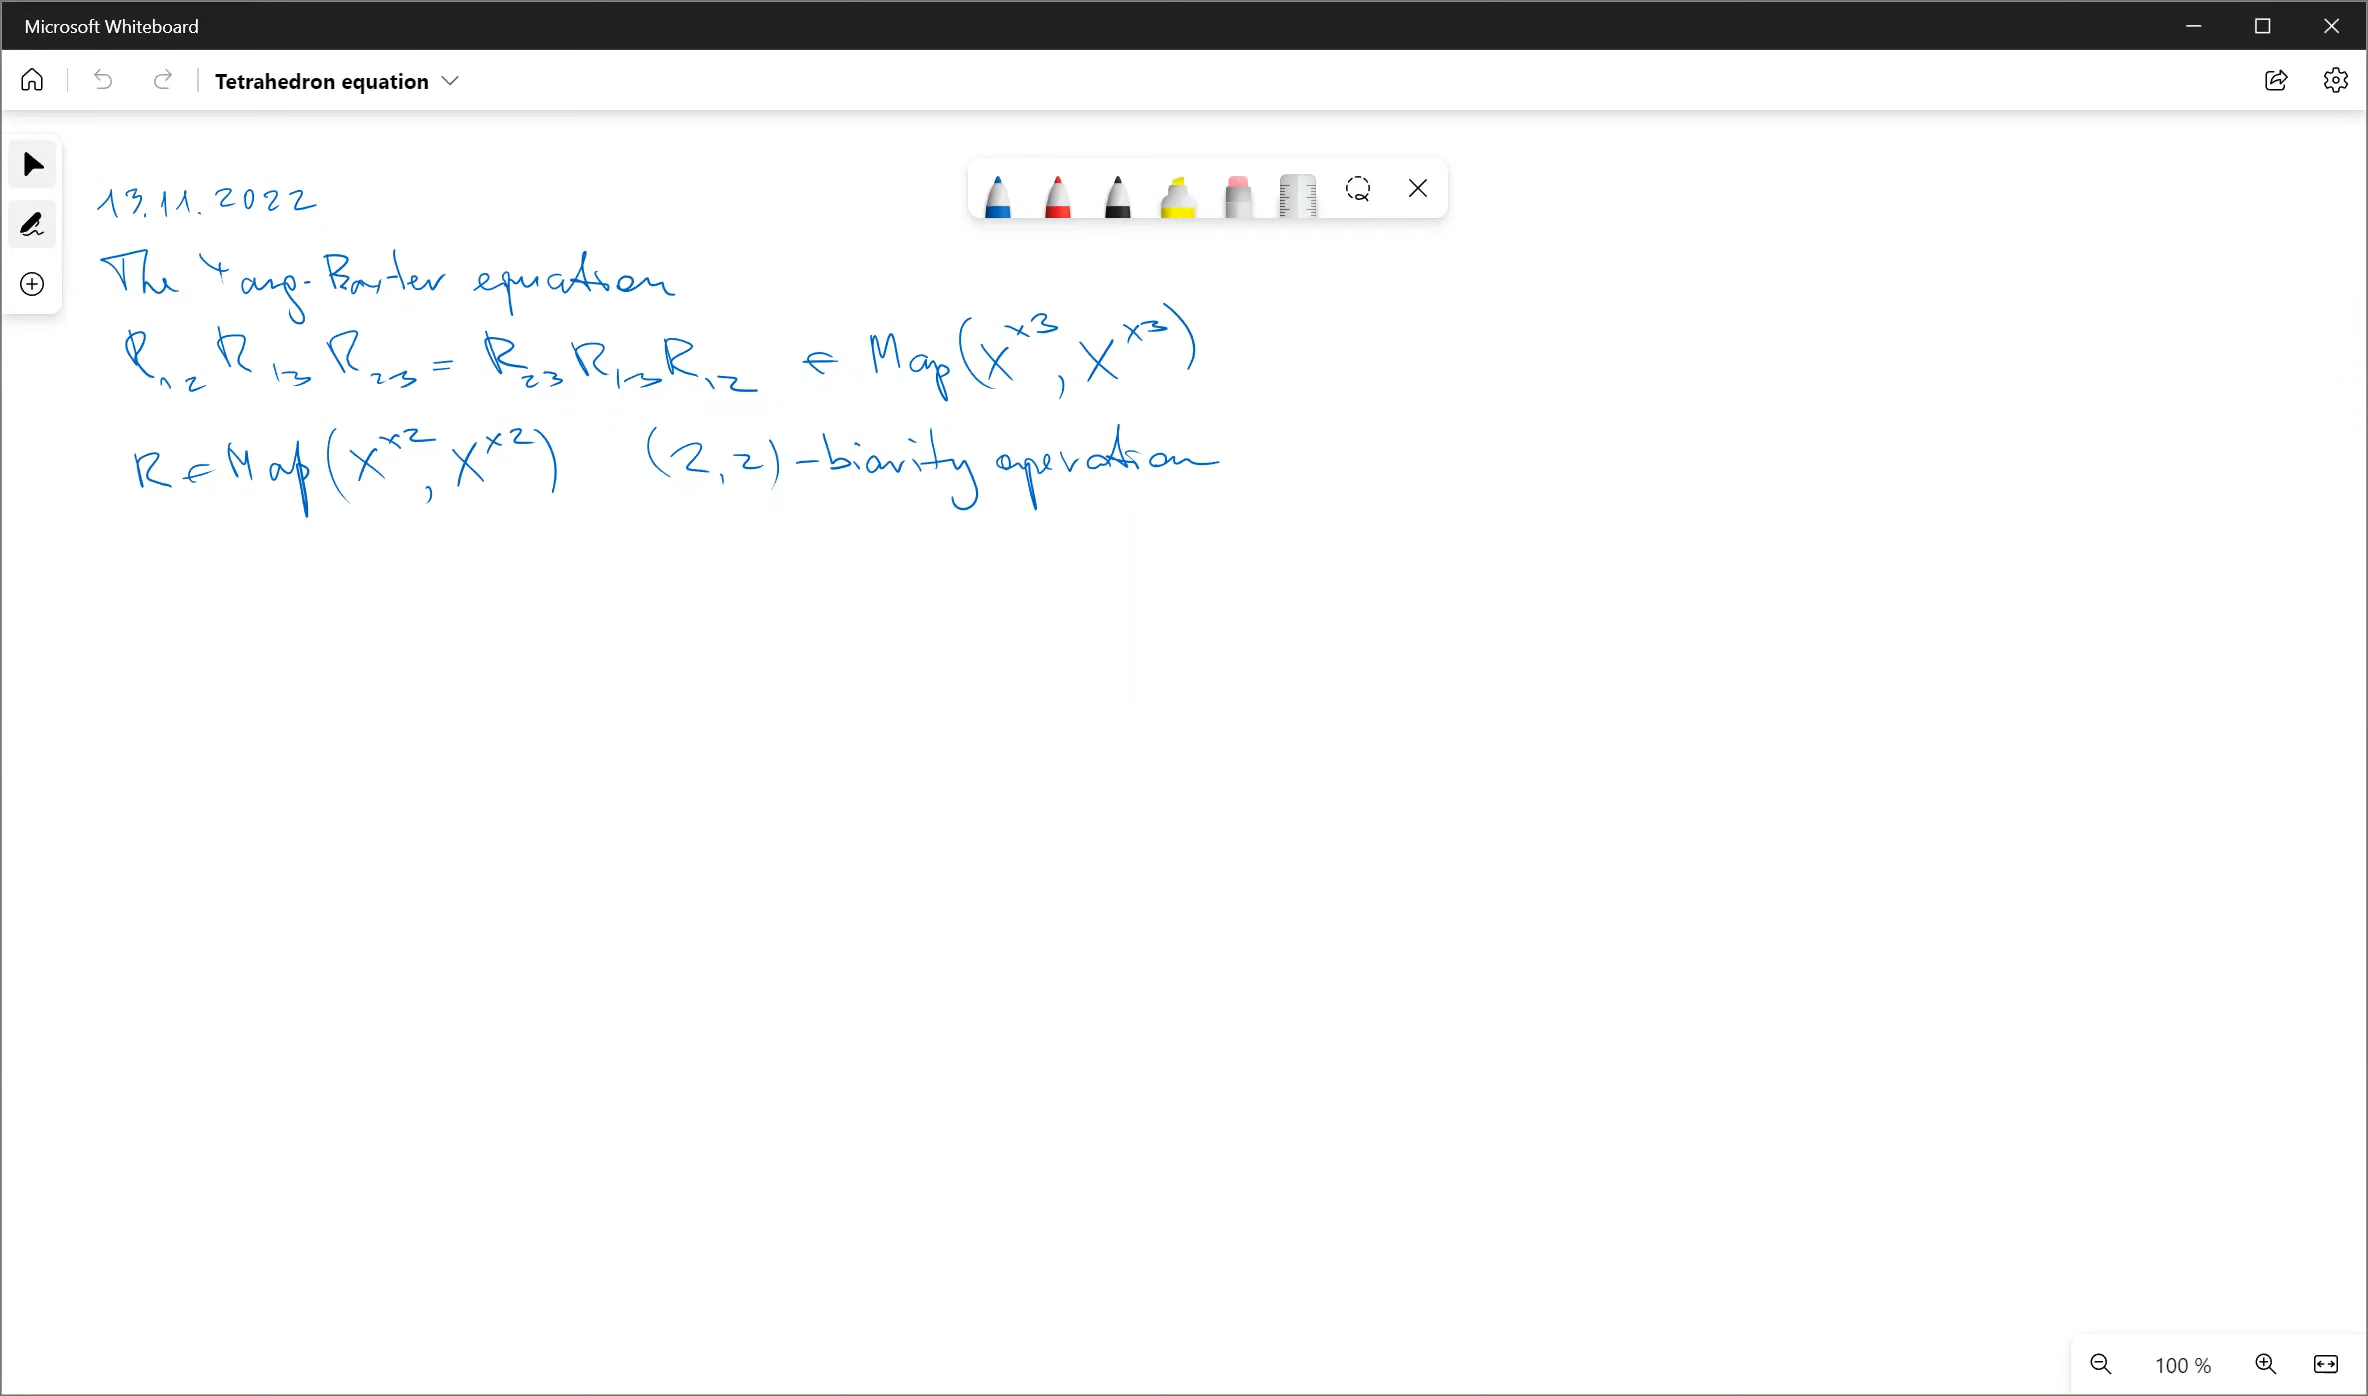 Microsoft Whiteboard
Tetrahedron equation
13.11.2022
The Yang-Baxter equation
R₁₂ R₁₃ R₂₃ = R₂₃ R₁₃ R₁₂ ∈ Map(X^{×3}, X^{×3})
R ∈ Map(X^{×2}, X^{×2}) (2,2)-biarity operation
100 %